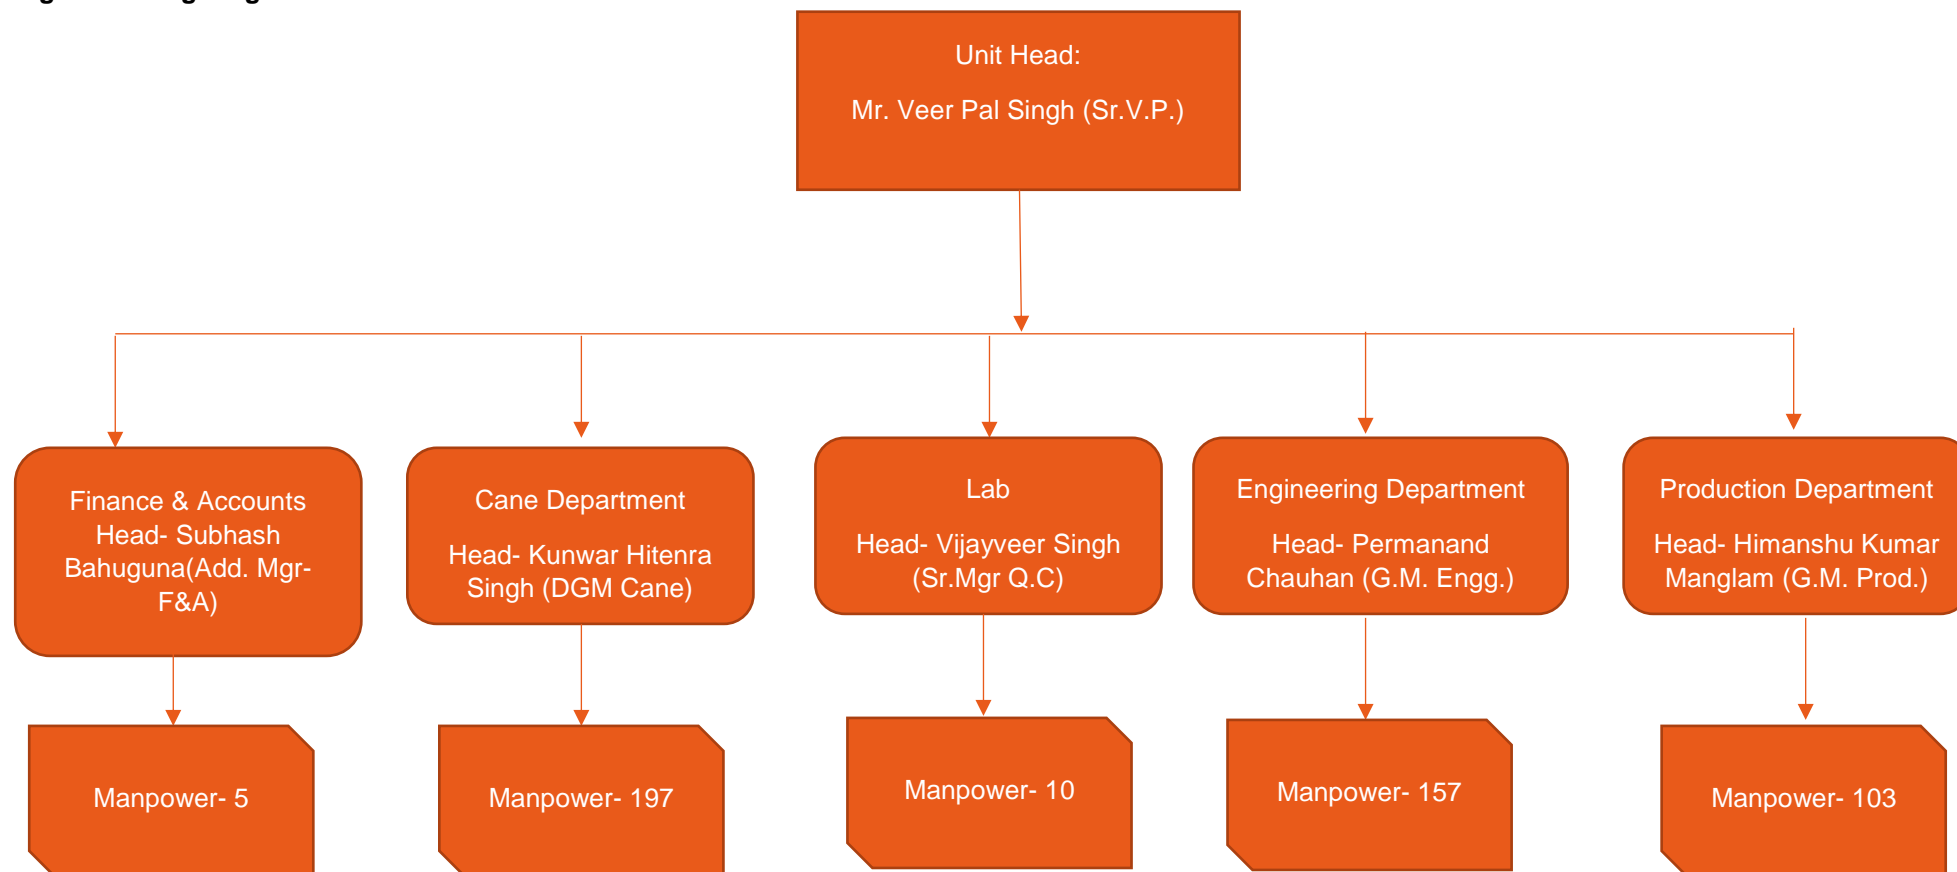 Unit Head:
Mr. Veer Pal Singh (Sr.V.P.)
Finance & Accounts
Head- Subhash
Bahuguna(Add. Mgr-
F&A)
Cane Department
Head- Kunwar Hitenra
Singh (DGM Cane)
Lab
Head- Vijayveer Singh
(Sr.Mgr Q.C)
Engineering Department
Head- Permanand
Chauhan (G.M. Engg.)
Production Department
Head- Himanshu Kumar
Manglam (G.M. Prod.)
Manpower- 5
Manpower- 197
Manpower- 10
Manpower- 157
Manpower- 103